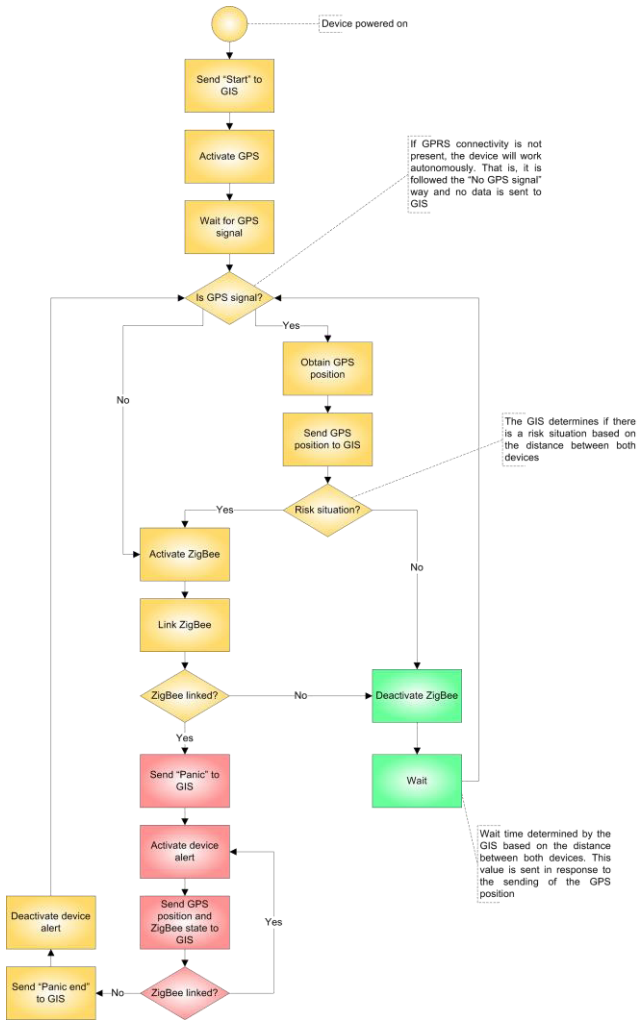 Device powered on
Send “Start” to
GIS
Activate GPS
If GPRS connectivity is not
present, the device will work
autonomously. That is, it is
followed the “No GPS signal”
way and no data is sent to
GIS
Wait for GPS
signal
Is GPS signal?
Yes
No
Obtain GPS
position
Send GPS
position to GIS
The GIS determines if there
is a risk situation based on
the distance between both
devices
Risk situation?
Yes
No
Activate ZigBee
Link ZigBee
ZigBee linked?
No
Yes
Deactivate ZigBee
Wait
Send “Panic” to
GIS
Wait time determined by the
GIS based on the distance
between both devices. This
value is sent in response to
the sending of the GPS
position
Activate device
alert
Send GPS
position and
ZigBee state to
GIS
Yes
Deactivate device
alert
Send “Panic end”
to GIS
No
ZigBee linked?